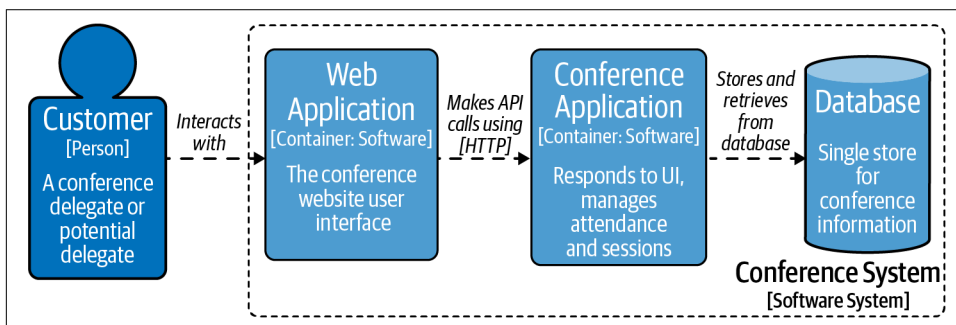 Customer
[Person]
A conference
delegate or
potential
delegate
Interacts
with
Web
Application
[Container: Software]
The conference
website user
interface
Makes API
calls using
[HTTP]
Conference
Application
[Container: Software]
Responds to UI,
manages
attendance
and sessions
Stores and
retrieves
from
database
Database
Single store
for
conference
information
Conference System
[Software System]